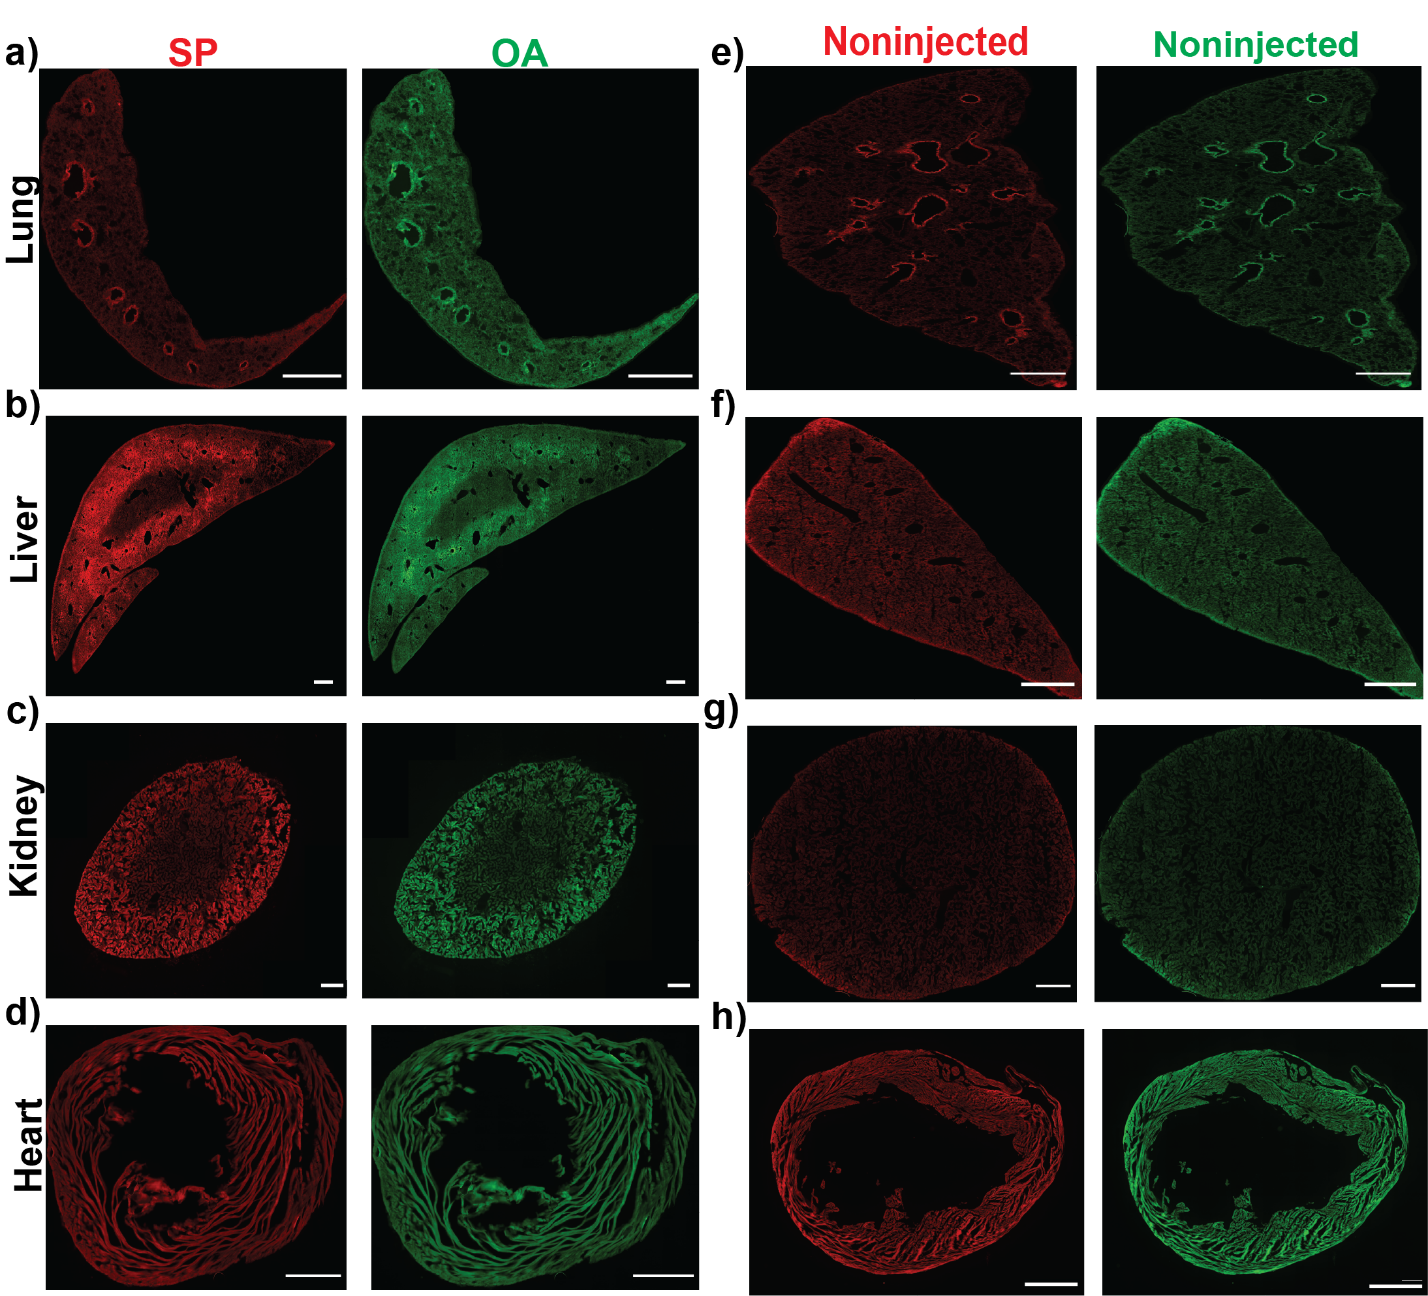 a) SP OA
e) Noninjected Noninjected
Lung
b)
f)
Liver
c)
g)
Kidney
d)
h)
Heart